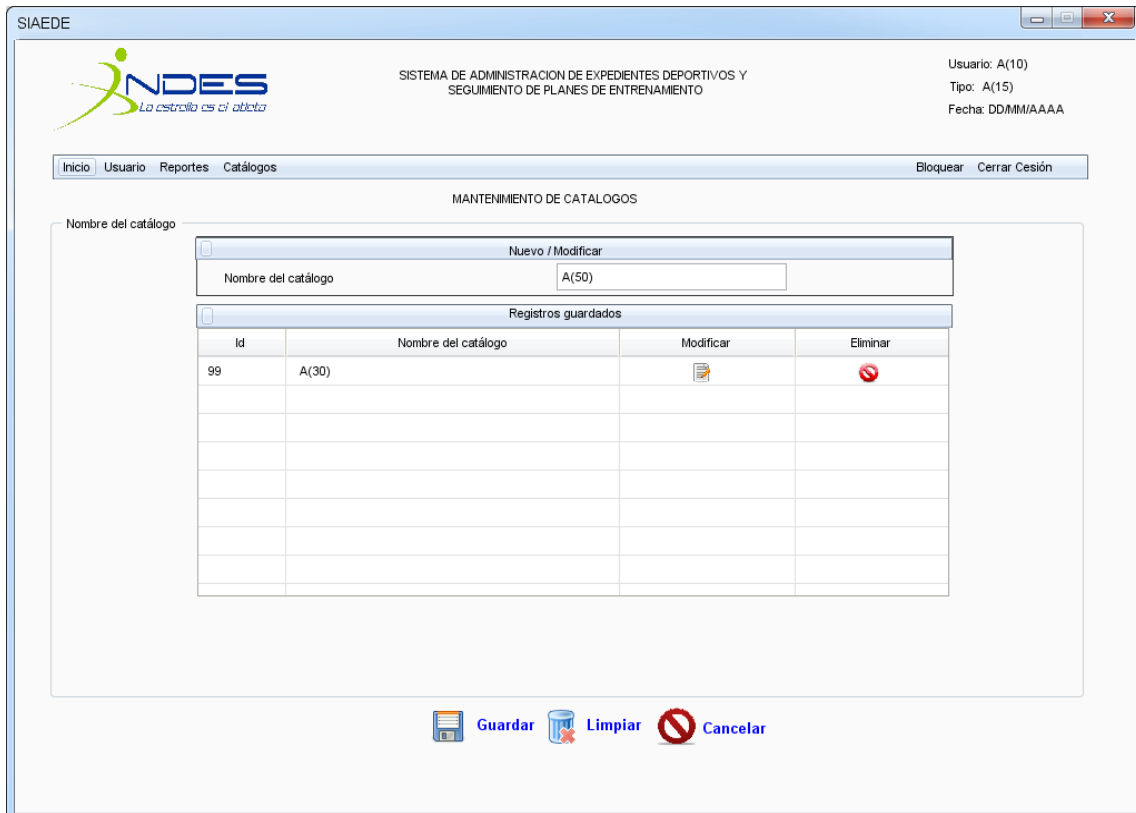 SIAEDE
INDES
La estrella es el atleta
SISTEMA DE ADMINISTRACION DE EXPEDIENTES DEPORTIVOS Y
SEGUIMIENTO DE PLANES DE ENTRENAMIENTO
Usuario: A(10)
Tipo: A(15)
Fecha: DD/MM/AAAA
Inicio Usuario Reportes Catálogos Bloquear Cerrar Cesión
MANTENIMIENTO DE CATALOGOS
Nombre del catálogo
Nuevo / Modificar
Nombre del catálogo A(50)
Registros guardados
Id Nombre del catálogo Modificar Eliminar
99 A(30)
Guardar Limpiar Cancelar